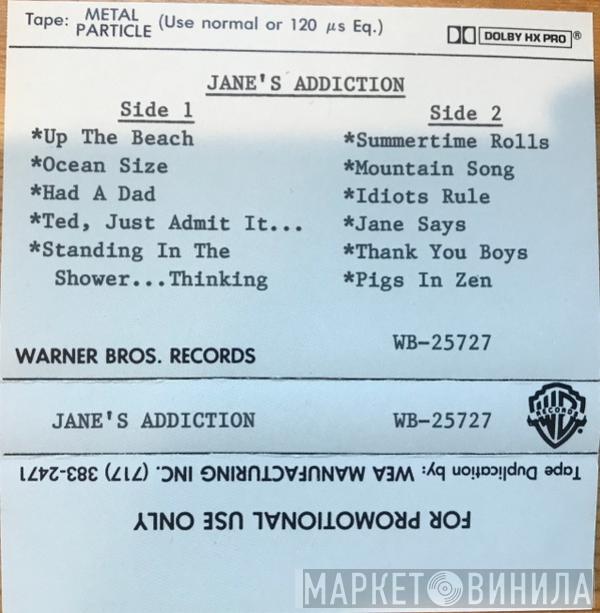 Tape: METAL PARTICLE (Use normal or 120 µs Eq.)
DOLBY HX PRO ®
JANE'S ADDICTION
Side 1
*Up The Beach
*Ocean Size
*Had A Dad
*Ted, Just Admit It...
*Standing In The
Shower...Thinking
Side 2
*Summertime Rolls
*Mountain Song
*Idiots Rule
*Jane Says
*Thank You Boys
*Pigs In Zen
WARNER BROS. RECORDS
WB-25727
JANE'S ADDICTION
WB-25727
WB RECORDS
FOR PROMOTIONAL USE ONLY
Tape Duplication by: WEA MANUFACTURING INC. (717) 383-2471
МАРКЕТ ВИНИЛА